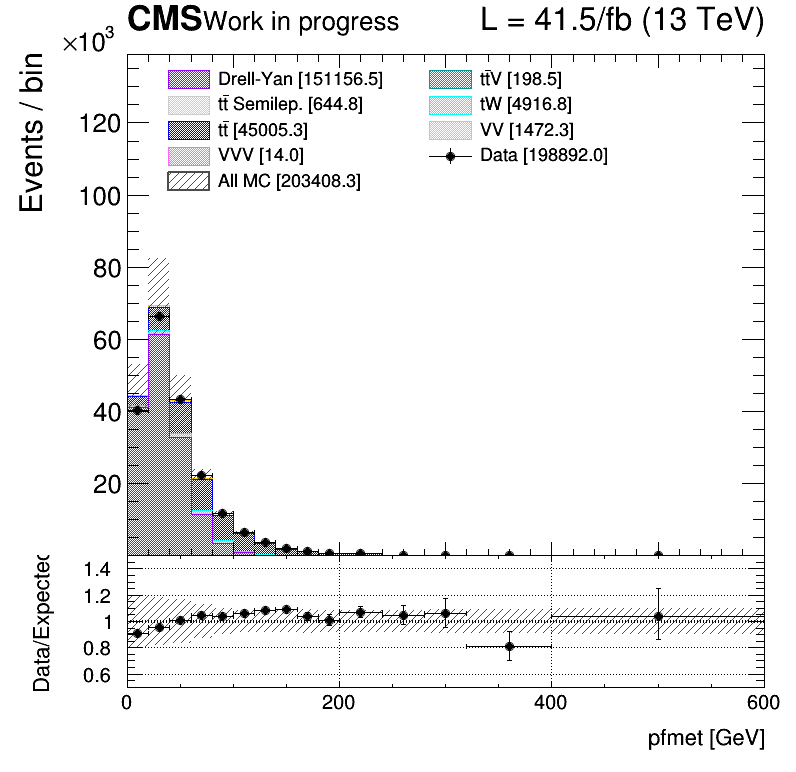 CMS Work in progress L = 41.5/fb (13 TeV)
×10³
Events / bin
Drell-Yan [151156.5] tt̄V [198.5]
tt̄ Semilep. [644.8] tW [4916.8]
tt̄ [45005.3] VV [1472.3]
VVV [14.0] Data [198892.0]
All MC [203408.3]
120
100
80
60
40
20
Data/Expected
1.4
1.2
1
0.8
0.6
0 200 400 600
pfmet [GeV]